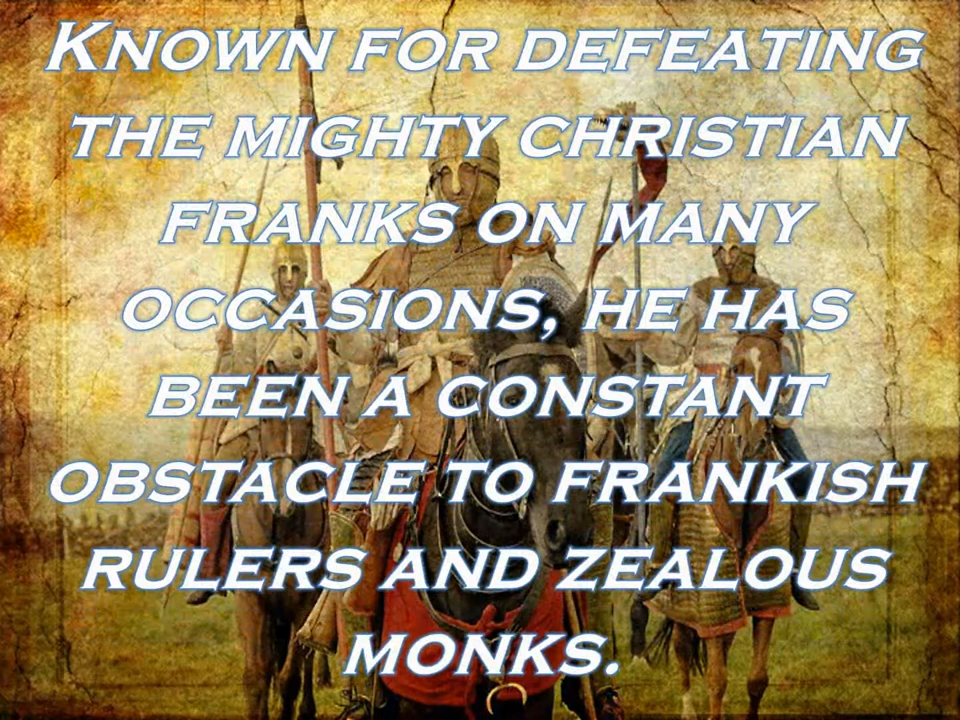 Known for defeating
the mighty christian
franks on many
occasions, he has
been a constant
obstacle to frankish
rulers and zealous
monks.